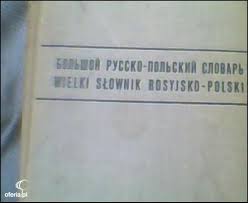 БОЛЬШОЙ РУССКО-ПОЛЬСКИЙ СЛОВАРЬ
WIELKI SŁOWNIK ROSYJSKO-POLSKI
oferia.pl